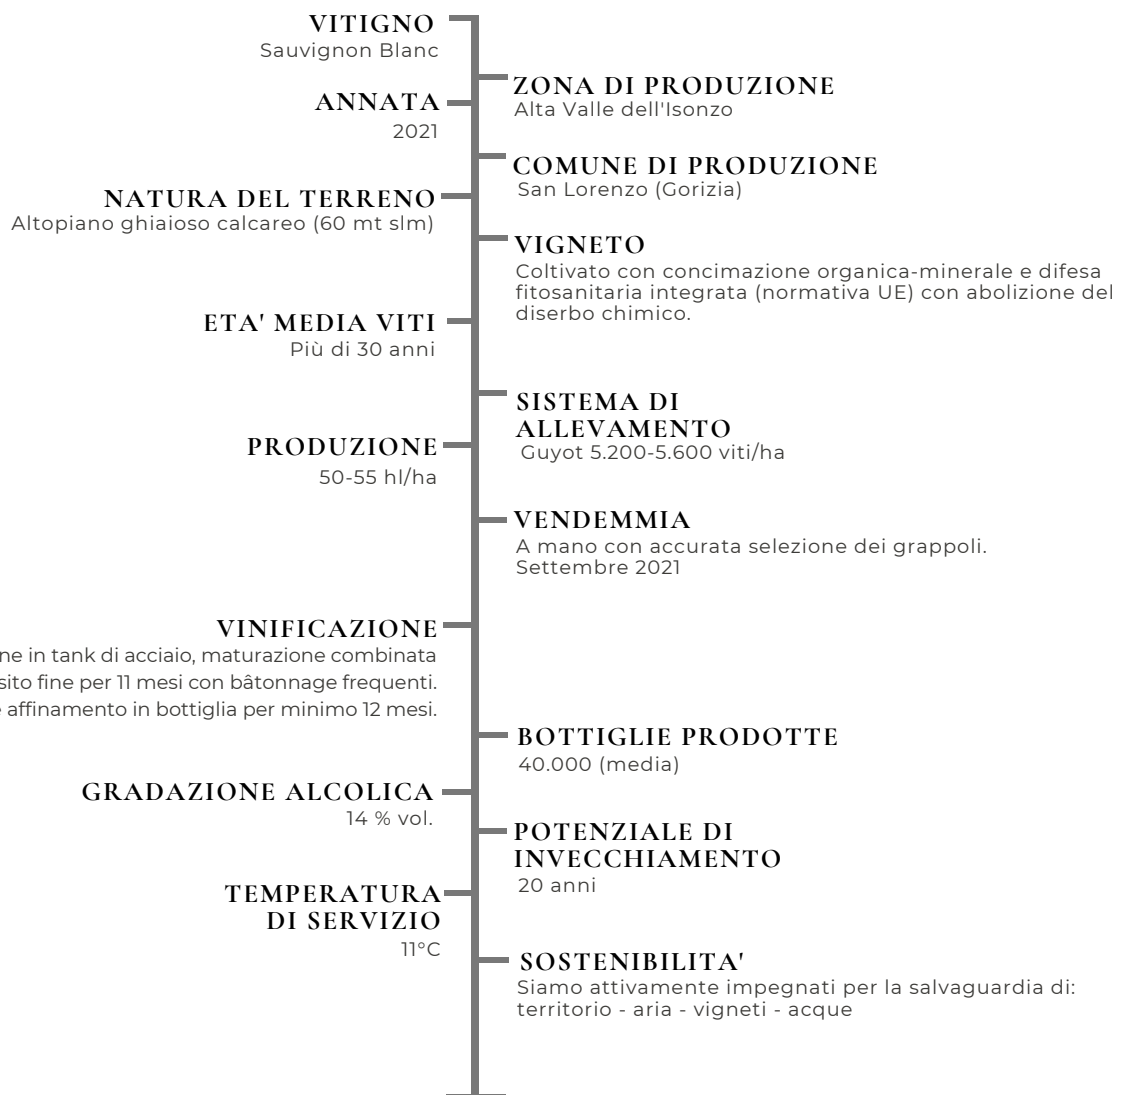 VITIGNO
Sauvignon Blanc
ZONA DI PRODUZIONE
Alta Valle dell'Isonzo
ANNATA
2021
COMUNE DI PRODUZIONE
San Lorenzo (Gorizia)
NATURA DEL TERRENO
Altopiano ghiaioso calcareo (60 mt slm)
VIGNETO
Coltivato con concimazione organica-minerale e difesa
fitosanitaria integrata (normativa UE) con abolizione del
diserbo chimico.
ETA' MEDIA VITI
Più di 30 anni
SISTEMA DI
ALLEVAMENTO
Guyot 5.200-5.600 viti/ha
PRODUZIONE
50-55 hl/ha
VENDEMMIA
A mano con accurata selezione dei grappoli.
Settembre 2021
VINIFICAZIONE
ne in tank di acciaio, maturazione combinata
sito fine per 11 mesi con bâtonnage frequenti.
e affinamento in bottiglia per minimo 12 mesi.
BOTTIGLIE PRODOTTE
40.000 (media)
GRADAZIONE ALCOLICA
14 % vol.
POTENZIALE DI
INVECCHIAMENTO
20 anni
TEMPERATURA
DI SERVIZIO
11°C
SOSTENIBILITA'
Siamo attivamente impegnati per la salvaguardia di:
territorio - aria - vigneti - acque